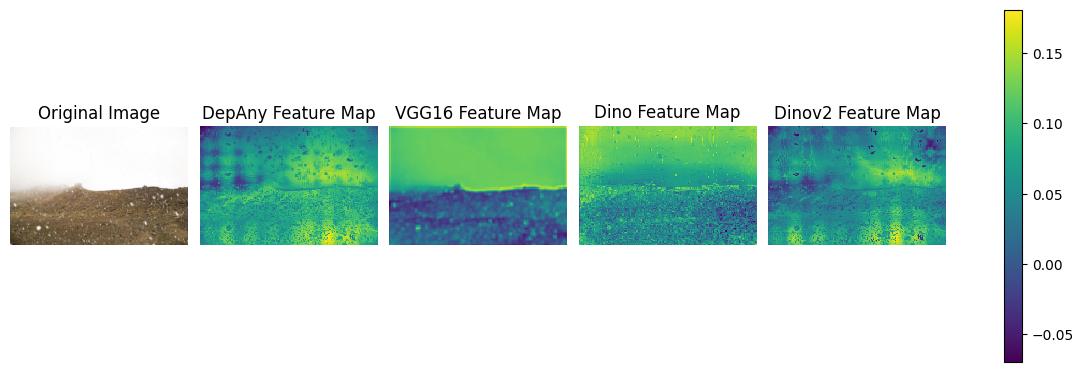 Original Image
DepAny Feature Map
VGG16 Feature Map
Dino Feature Map
Dinov2 Feature Map
0.15
0.10
0.05
0.00
−0.05